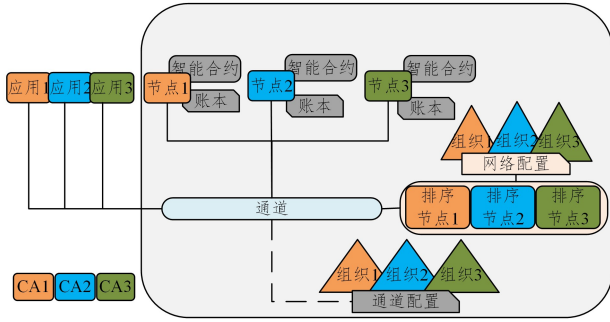 智能合约
智能合约
智能合约
应用1
应用2
应用3
节点1
节点2
节点3
账本
账本
账本
组织1
组织2
组织3
网络配置
排序
节点1
排序
节点2
排序
节点3
通道
组织1
组织2
组织3
通道配置
CA1
CA2
CA3